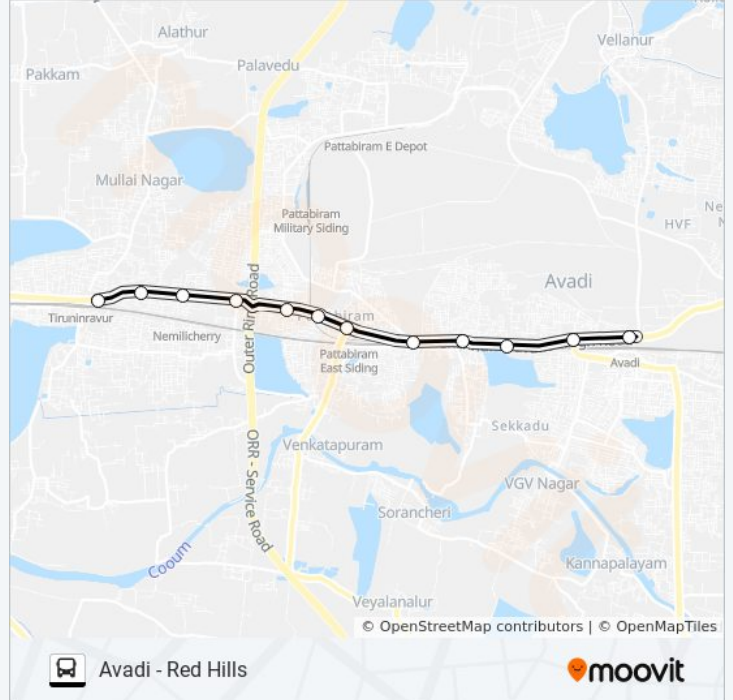 Alathur
Vellanur
Pakkam
Palavedu
Pattabiram E Depot
Mullai Nagar
Pattabiram
Military Siding
HVF
Avadi
Outer Ring Road
Tiruninravur
Nemilicherry
Pattabiram
East Siding
Avadi
Sekkadu
Venkatapuram
ORR - Service Road
VGV Nagar
Sorancheri
Cooum
Kannapalayam
Veyalanur
© OpenStreetMap contributors | © OpenMapTiles
Avadi - Red Hills
moovit